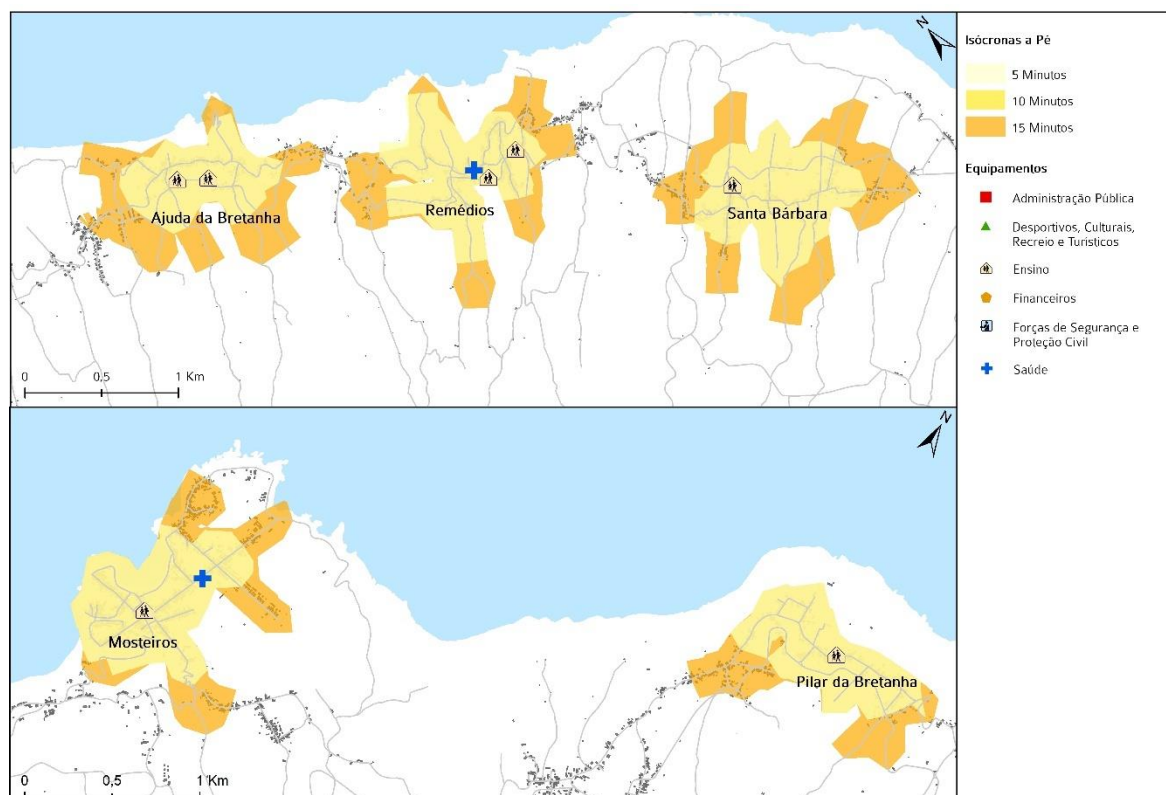 N
Ajuda da Bretanha
Remédios
Santa Bárbara
0 0,5 1 Km
Isócronas a Pé
5 Minutos
10 Minutos
15 Minutos
Equipamentos
Administração Pública
Desportivos, Culturais,
Recreio e Turísticos
Ensino
Financeiros
Forças de Segurança e
Proteção Civil
Saúde
N
Mosteiros
Pilar da Bretanha
0 0,5 1 Km